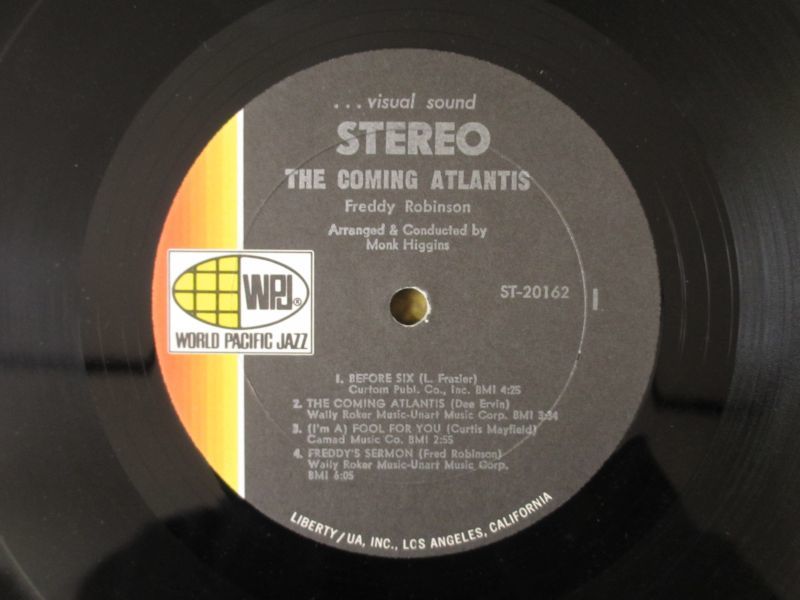 ...visual sound
STEREO
THE COMING ATLANTIS
Freddy Robinson
Arranged & Conducted by
Monk Higgins
WPJ®
WORLD PACIFIC JAZZ
ST-20162
1
1. BEFORE SIX (L. Frazier)
Curtom Publ. Co., Inc. BMI 4:25
2. THE COMING ATLANTIS (Dee Ervin)
Wally Roker Music-Unart Music Corp. BMI 3:34
3. (I'm A) FOOL FOR YOU (Curtis Mayfield)
Camad Music Co. BMI 2:55
4. FREDDY'S SERMON (Fred Robinson)
Wally Roker Music-Unart Music Corp.
BMI 6:05
LIBERTY/UA, INC., LOS ANGELES, CALIFORNIA